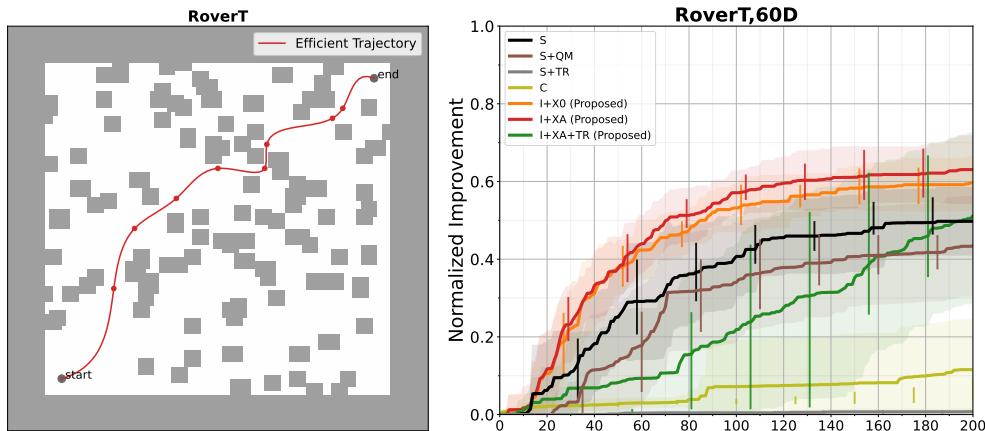 RoverT
Efficient Trajectory
end
start
RoverT,60D
Normalized Improvement
1.0
0.8
0.6
0.4
0.2
0.0
S
S+QM
S+TR
C
I+X0 (Proposed)
I+XA (Proposed)
I+XA+TR (Proposed)
0 20 40 60 80 100 120 140 160 180 200